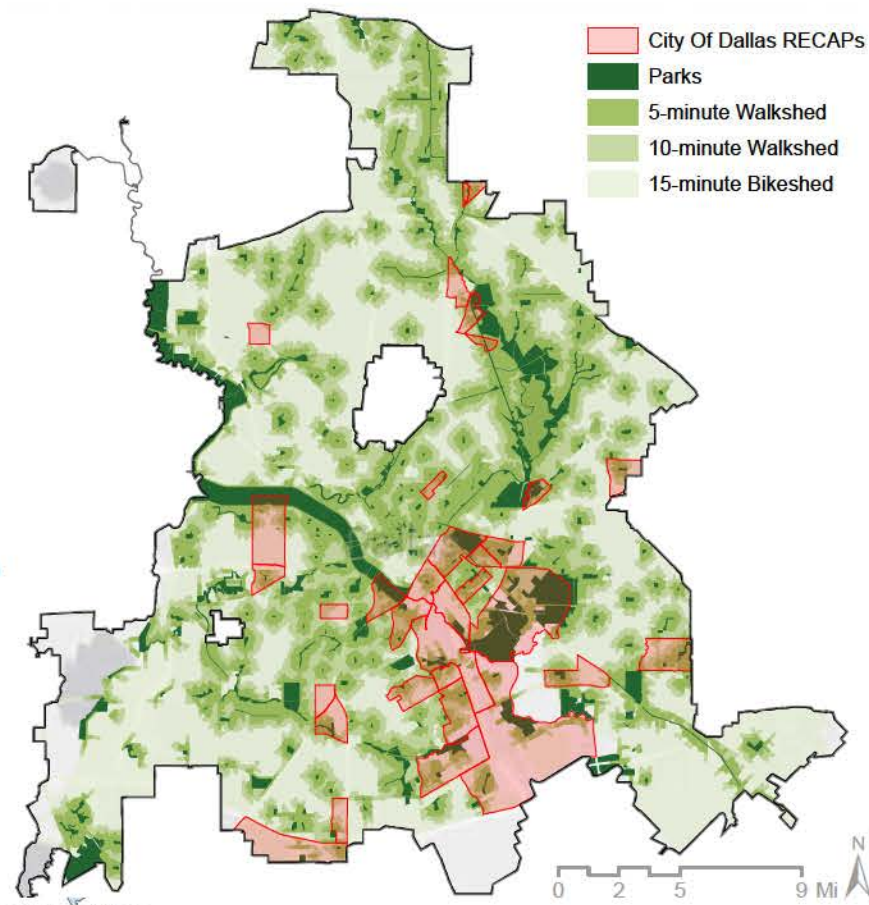 City Of Dallas RECAPs
Parks
5-minute Walkshed
10-minute Walkshed
15-minute Bikeshed
N
0 2 5 9 Mi